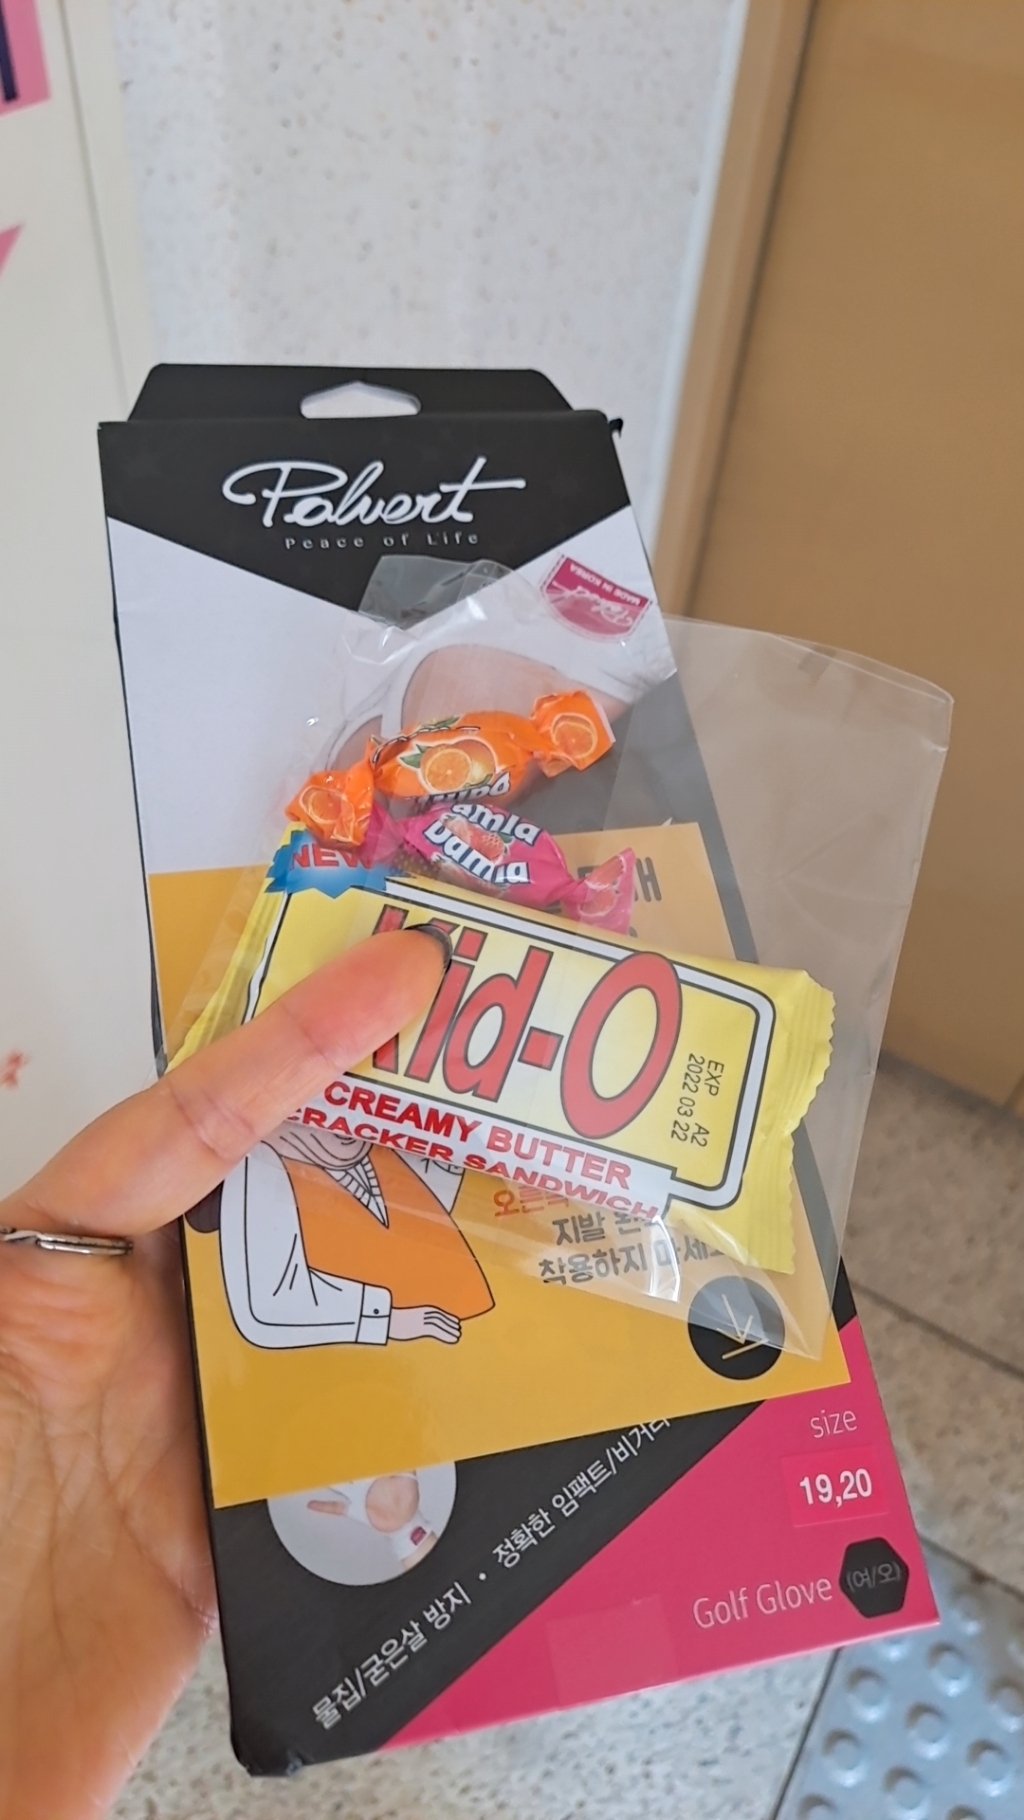 Palvert
Peace of Life
MADE IN KOREA
NEW
amla
Damla
Kid-O
EXP A2
2022 03 22
CREAMY BUTTER
CRACKER SANDWICH
지발
착용하지
size
19,20
물집/굳은살 방지 • 정확한 임팩트/비거리
Golf Glove (여/오)